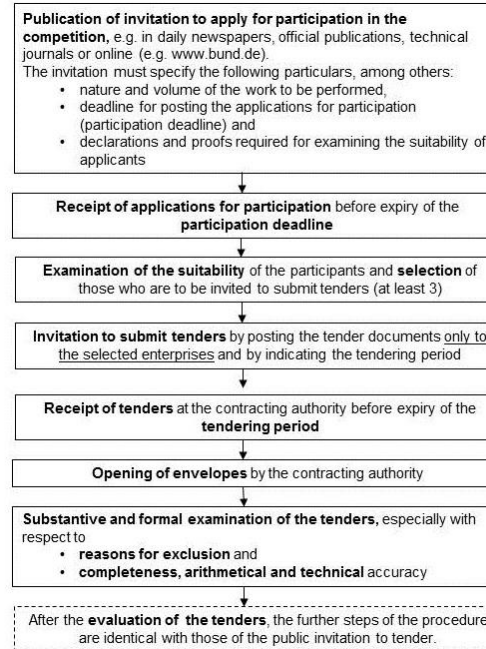 Publication of invitation to apply for participation in the
competition, e.g. in daily newspapers, official publications, technical
journals or online (e.g. www.bund.de).
The invitation must specify the following particulars, among others:
• nature and volume of the work to be performed,
• deadline for posting the applications for participation
(participation deadline) and
• declarations and proofs required for examining the suitability of
applicants
Receipt of applications for participation before expiry of the
participation deadline
Examination of the suitability of the participants and selection of
those who are to be invited to submit tenders (at least 3)
Invitation to submit tenders by posting the tender documents only to
the selected enterprises and by indicating the tendering period
Receipt of tenders at the contracting authority before expiry of the
tendering period
Opening of envelopes by the contracting authority
Substantive and formal examination of the tenders, especially with
respect to
• reasons for exclusion and
• completeness, arithmetical and technical accuracy
After the evaluation of the tenders, the further steps of the procedure
are identical with those of the public invitation to tender.